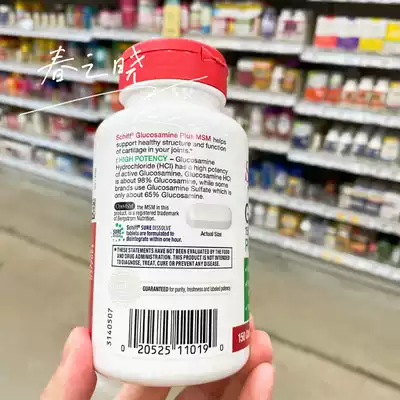 春之晓
Schiff® Glucosamine Plus MSM helps
support healthy structure and function
of cartilage in your joints.*
HIGH POTENCY – Glucosamine
Hydrochloride (HCl) has a high potency
of active Glucosamine. Glucosamine HCl
is about 98% Glucosamine, while some
brands use Glucosamine Sulfate which is
only about 65% Glucosamine.
the MSM in this
product, is a registered trademark
of Bergstrom Nutrition.
Actual Size
Schiff® SURE DISSOLVE
tablets are formulated to
disintegrate within one hour.
*THESE STATEMENTS HAVE NOT BEEN EVALUATED BY THE FOOD
AND DRUG ADMINISTRATION. THIS PRODUCT IS NOT INTENDED
TO DIAGNOSE, TREAT, CURE OR PREVENT ANY DISEASE.
GUARANTEED for purity, freshness and labeled potency.
3140507
0 20525 11019 0
150